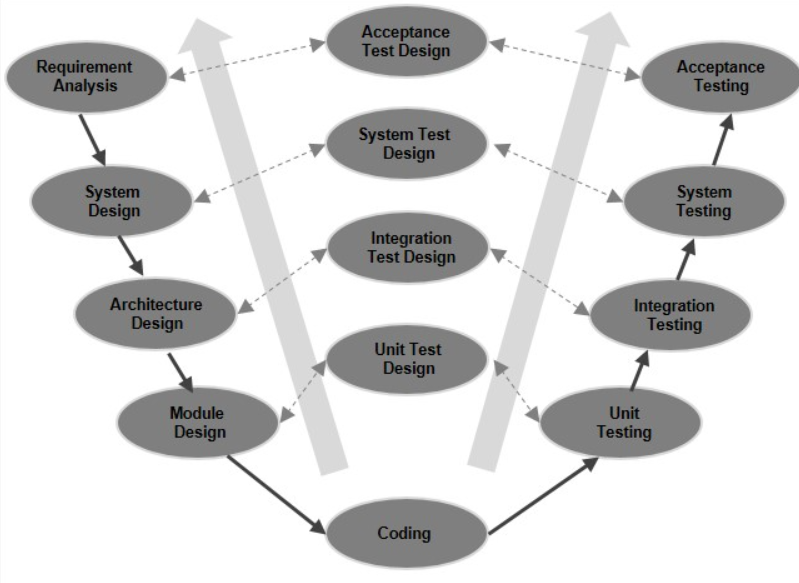 Acceptance
Test Design
Requirement
Analysis
Acceptance
Testing
System Test
Design
System
Design
System
Testing
Integration
Test Design
Architecture
Design
Integration
Testing
Unit Test
Design
Module
Design
Unit
Testing
Coding